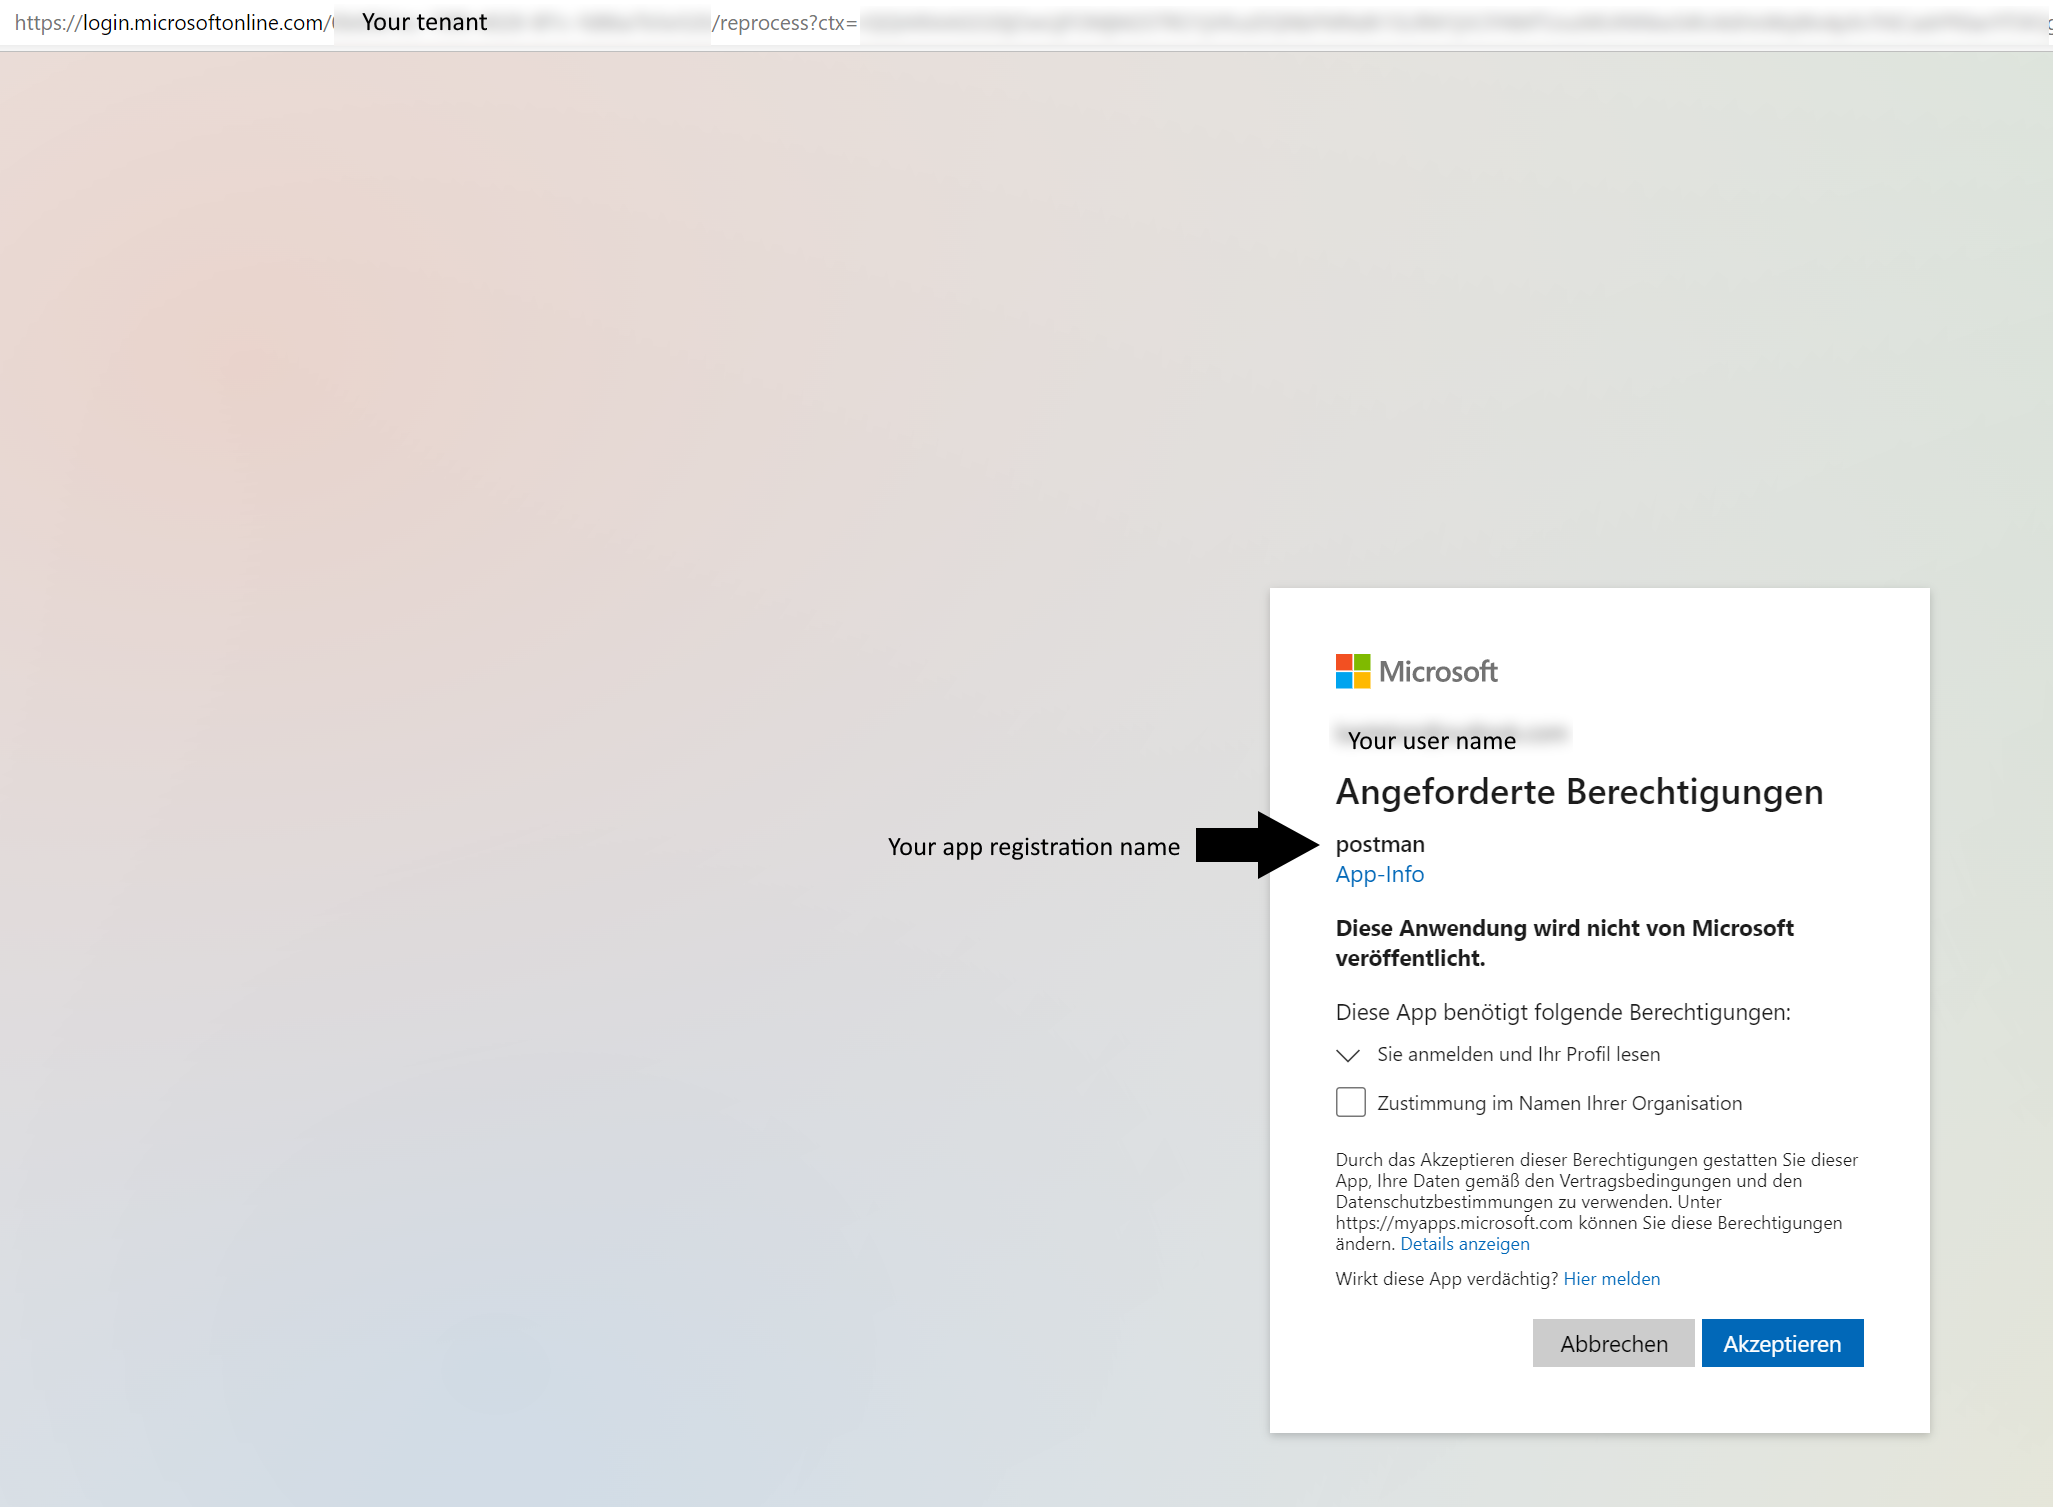 https://login.microsoftonline.com/ Your tenant /reprocess?ctx=
Microsoft
Your user name
Angeforderte Berechtigungen
Your app registration name
postman
App-Info
Diese Anwendung wird nicht von Microsoft
veröffentlicht.
Diese App benötigt folgende Berechtigungen:
Sie anmelden und Ihr Profil lesen
Zustimmung im Namen Ihrer Organisation
Durch das Akzeptieren dieser Berechtigungen gestatten Sie dieser
App, Ihre Daten gemäß den Vertragsbedingungen und den
Datenschutzbestimmungen zu verwenden. Unter
https://myapps.microsoft.com können Sie diese Berechtigungen
ändern. Details anzeigen
Wirkt diese App verdächtig? Hier melden
Abbrechen
Akzeptieren